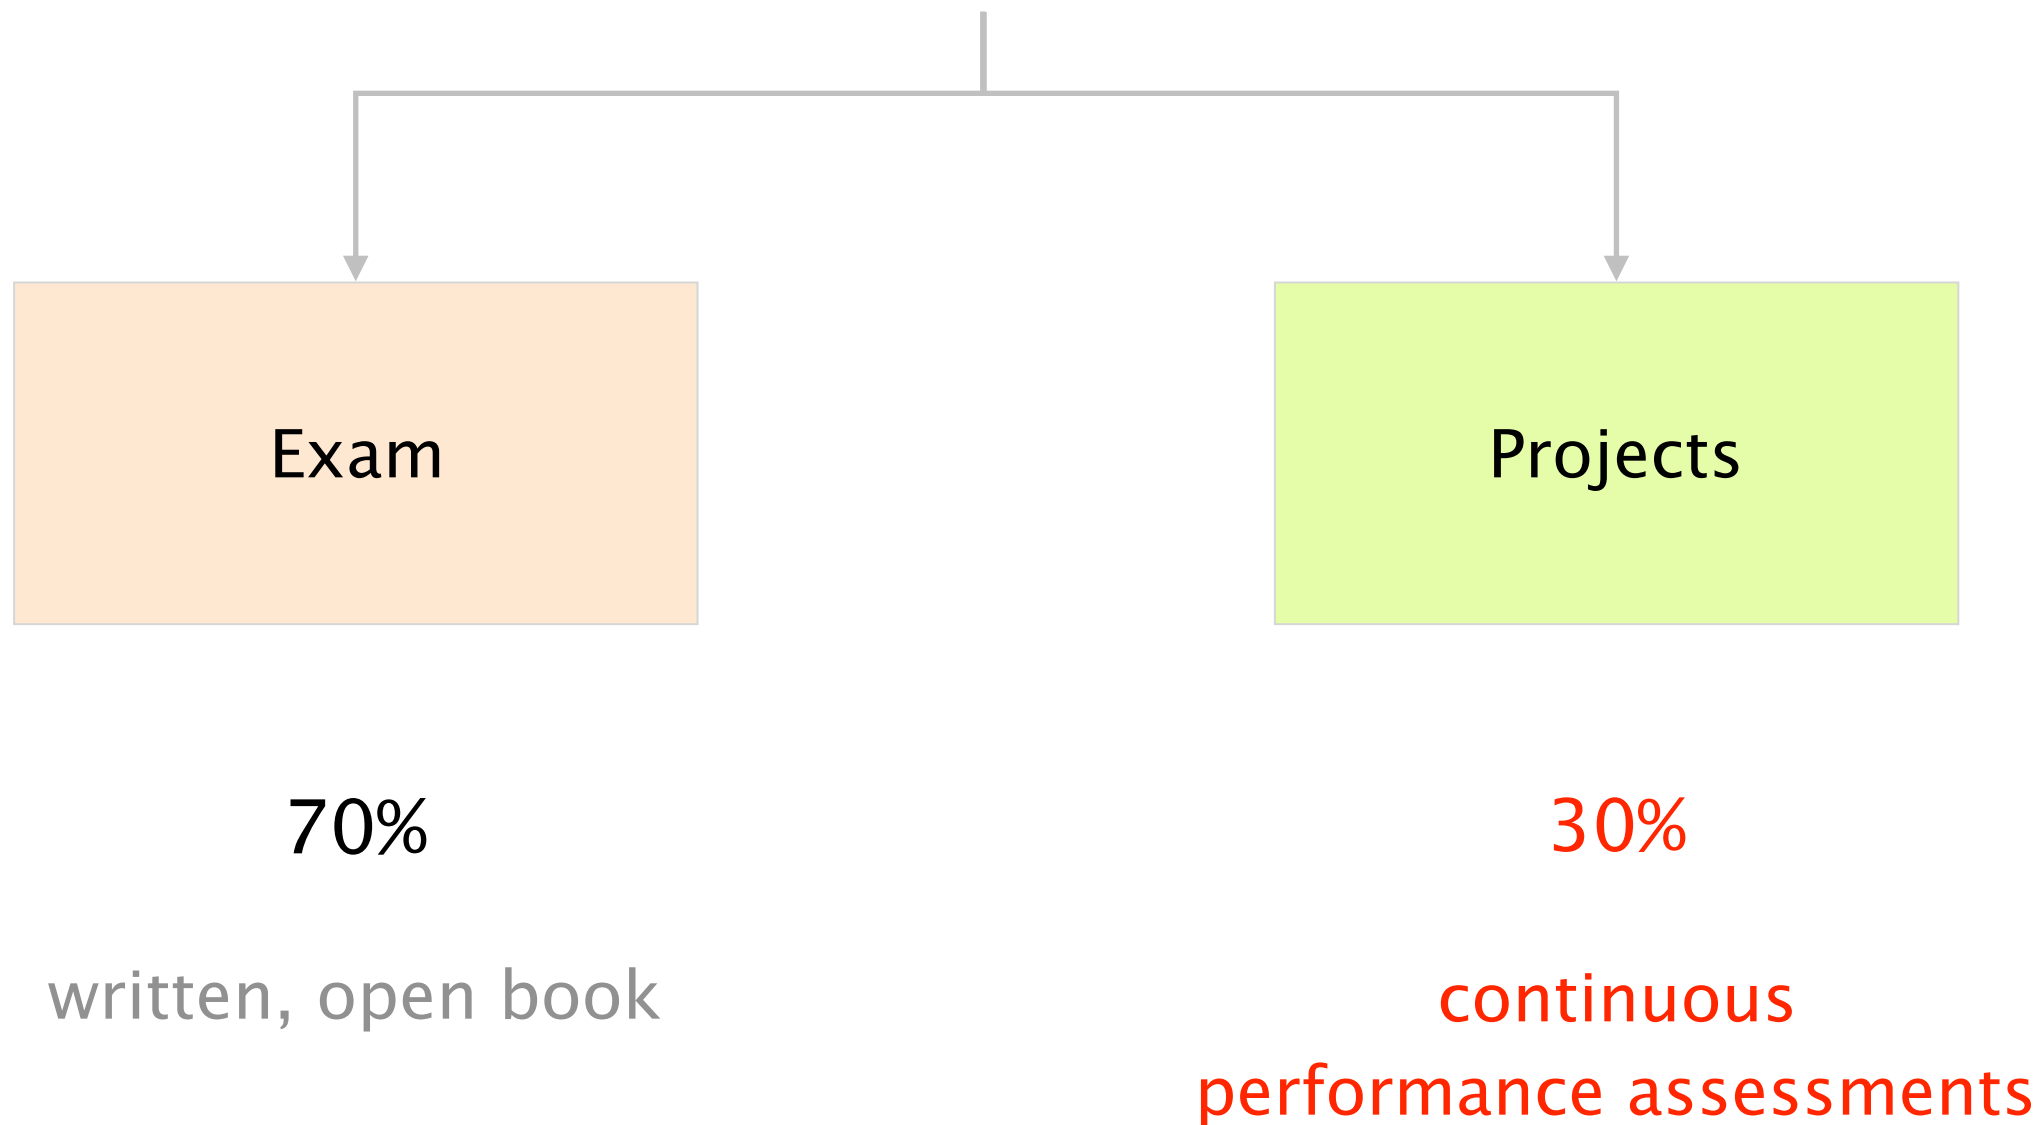 Exam
Projects
70%
30%
written, open book
continuous
performance assessments